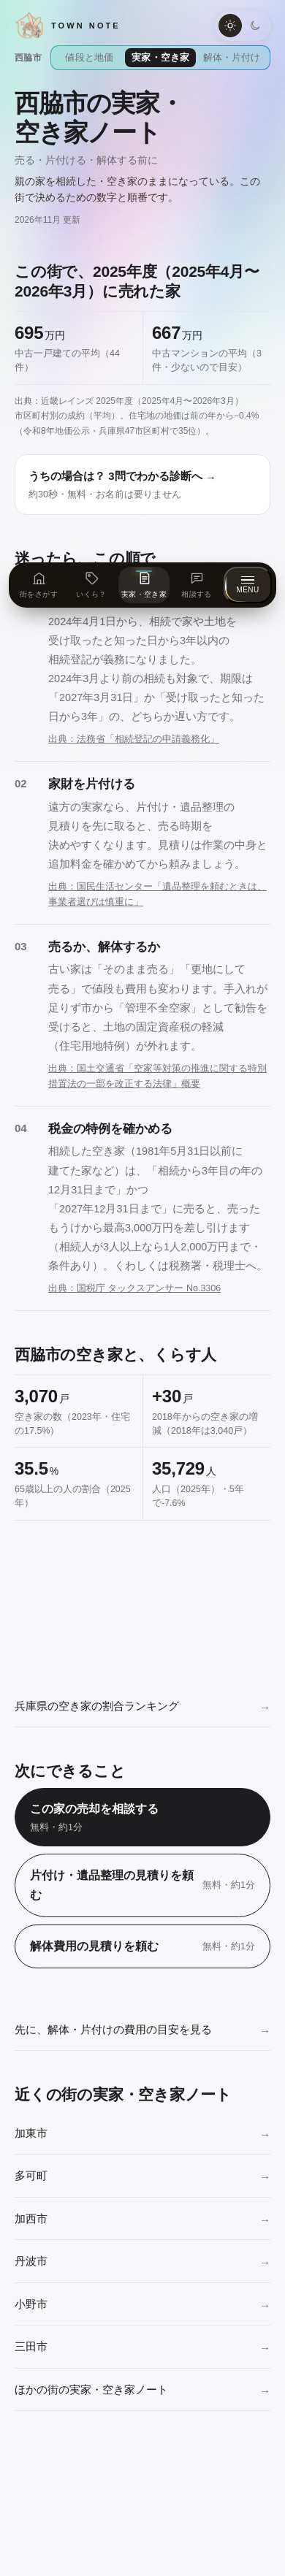 TOWN NOTE
西脇市
値段と地価
実家・空き家
解体・片付け
西脇市の実家・
空き家ノート
売る・片付ける・解体する前に
親の家を相続した・空き家のままになっている。この
街で決めるための数字と順番です。
2026年11月 更新
この街で、2025年度（2025年4月〜
2026年3月）に売れた家
695万円
中古一戸建ての平均（44
件）
667万円
中古マンションの平均（3
件・少ないので目安）
出典：近畿レインズ 2025年度（2025年4月〜2026年3月）
市区町村別の成約（平均）。住宅地の地価は前の年から−0.4%
（令和8年地価公示・兵庫県47市区町村で35位）。
うちの場合は？ 3問でわかる診断へ →
約30秒・無料・お名前は要りません
迷ったら、この順で
街をさがす
いくら？
実家・空き家
相談する
MENU
2024年4月1日から、相続で家や土地を
受け取ったと知った日から3年以内の
相続登記が義務になりました。
2024年3月より前の相続も対象で、期限は
「2027年3月31日」か「受け取ったと知った
日から3年」の、どちらか遅い方です。
出典：法務省「相続登記の申請義務化」
02
家財を片付ける
遠方の実家なら、片付け・遺品整理の
見積りを先に取ると、売る時期を
決めやすくなります。見積りは作業の中身と
追加料金を確かめてから頼みましょう。
出典：国民生活センター「遺品整理を頼むときは、
事業者選びは慎重に」
03
売るか、解体するか
古い家は「そのまま売る」「更地にして
売る」で値段も費用も変わります。手入れが
足りず市から「管理不全空家」として勧告を
受けると、土地の固定資産税の軽減
（住宅用地特例）が外れます。
出典：国土交通省「空家等対策の推進に関する特別
措置法の一部を改正する法律」概要
04
税金の特例を確かめる
相続した空き家（1981年5月31日以前に
建てた家など）は、「相続から3年目の年の
12月31日まで」かつ
「2027年12月31日まで」に売ると、売った
もうけから最高3,000万円を差し引けます
（相続人が3人以上なら1人2,000万円まで・
条件あり）。くわしくは税務署・税理士へ。
出典：国税庁 タックスアンサー No.3306
西脇市の空き家と、くらす人
3,070戸
空き家の数（2023年・住宅
の17.5%）
+30戸
2018年からの空き家の増
減（2018年は3,040戸）
35.5%
65歳以上の人の割合（2025
年）
35,729人
人口（2025年）・5年
で-7.6%
兵庫県の空き家の割合ランキング →
次にできること
この家の売却を相談する
無料・約1分
片付け・遺品整理の見積りを頼
む
無料・約1分
解体費用の見積りを頼む
無料・約1分
先に、解体・片付けの費用の目安を見る →
近くの街の実家・空き家ノート
加東市 →
多可町 →
加西市 →
丹波市 →
小野市 →
三田市 →
ほかの街の実家・空き家ノート →